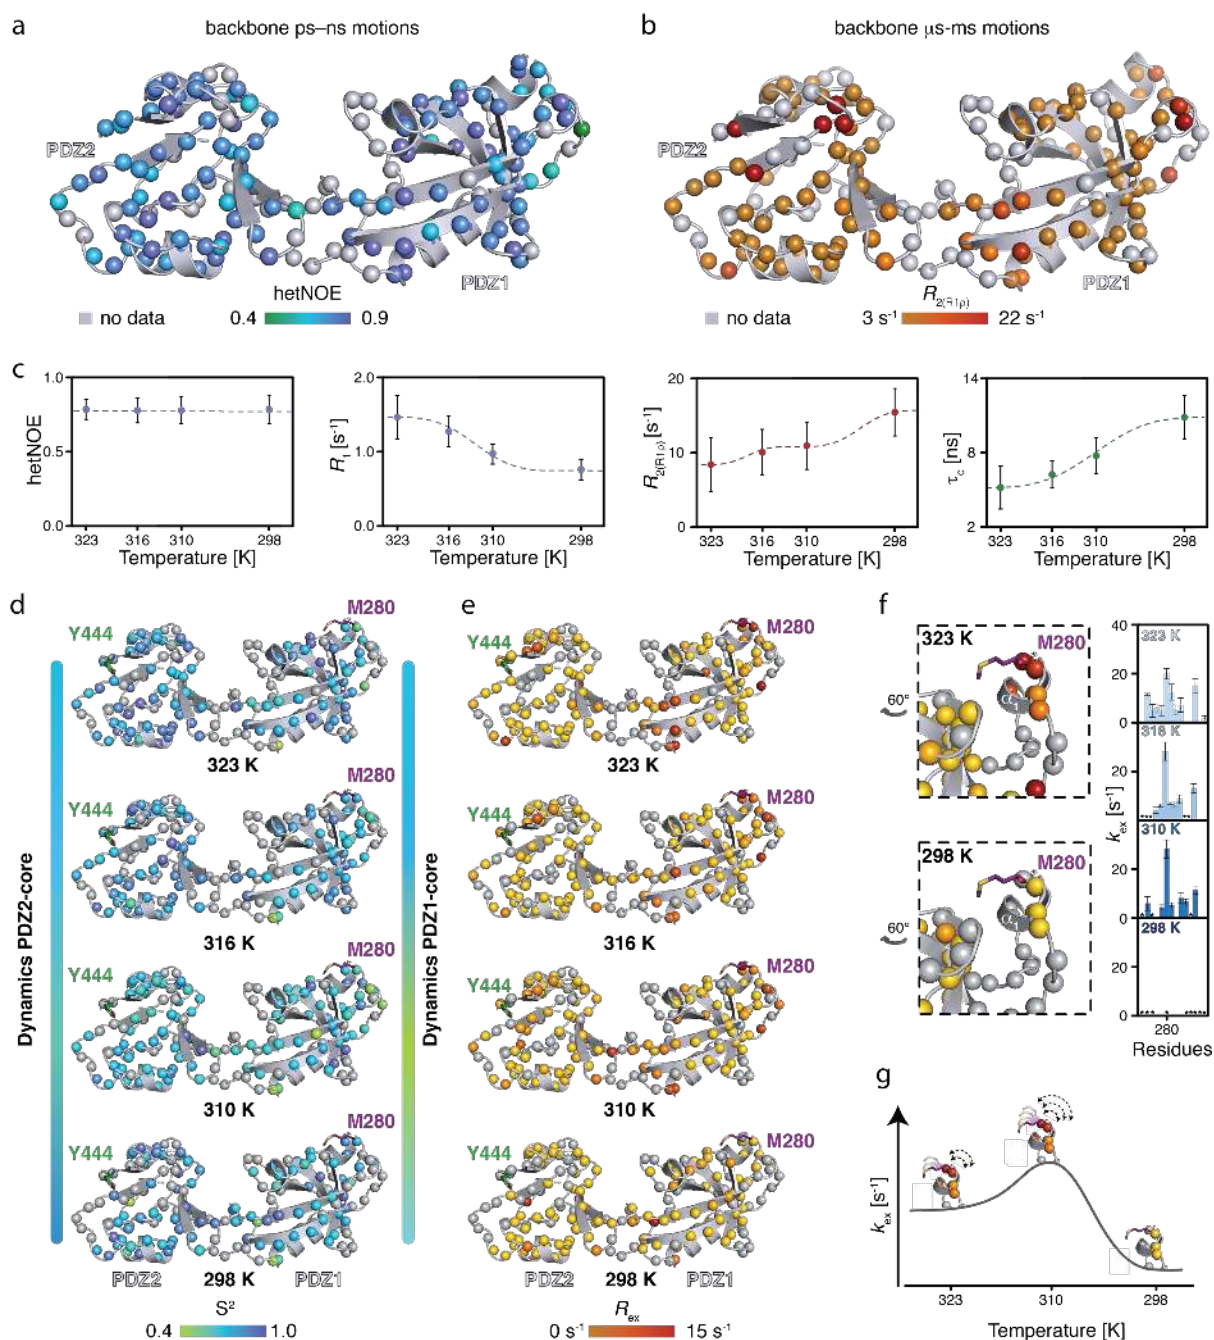 a
backbone ps–ns motions
b
backbone μs-ms motions
PDZ2
PDZ1
hetNOE
no data
0.4
0.9
PDZ2
PDZ1
R2(R1ρ)
no data
3 s-1
22 s-1
c
hetNOE
1.0
0.5
0.0
323
316
310
298
Temperature [K]
R1 [s-1]
2.0
1.0
0.0
323
316
310
298
Temperature [K]
R2(R1ρ) [s-1]
20
10
0
323
316
310
298
Temperature [K]
τc [ns]
14
8
2
323
316
310
298
Temperature [K]
d
Dynamics PDZ2-core
Dynamics PDZ1-core
Y444
M280
323 K
Y444
M280
316 K
Y444
M280
310 K
Y444
M280
PDZ2
298 K
PDZ1
S2
0.4
1.0
e
Y444
M280
323 K
Y444
M280
316 K
Y444
M280
310 K
Y444
M280
PDZ2
298 K
PDZ1
Rex
0 s-1
15 s-1
f
323 K
M280
60°
α1
298 K
M280
60°
α1
kex [s-1]
40
323 K
20
0
316 K
20
0
310 K
20
0
298 K
20
0
280
Residues
g
kex [s-1]
323
310
298
Temperature [K]